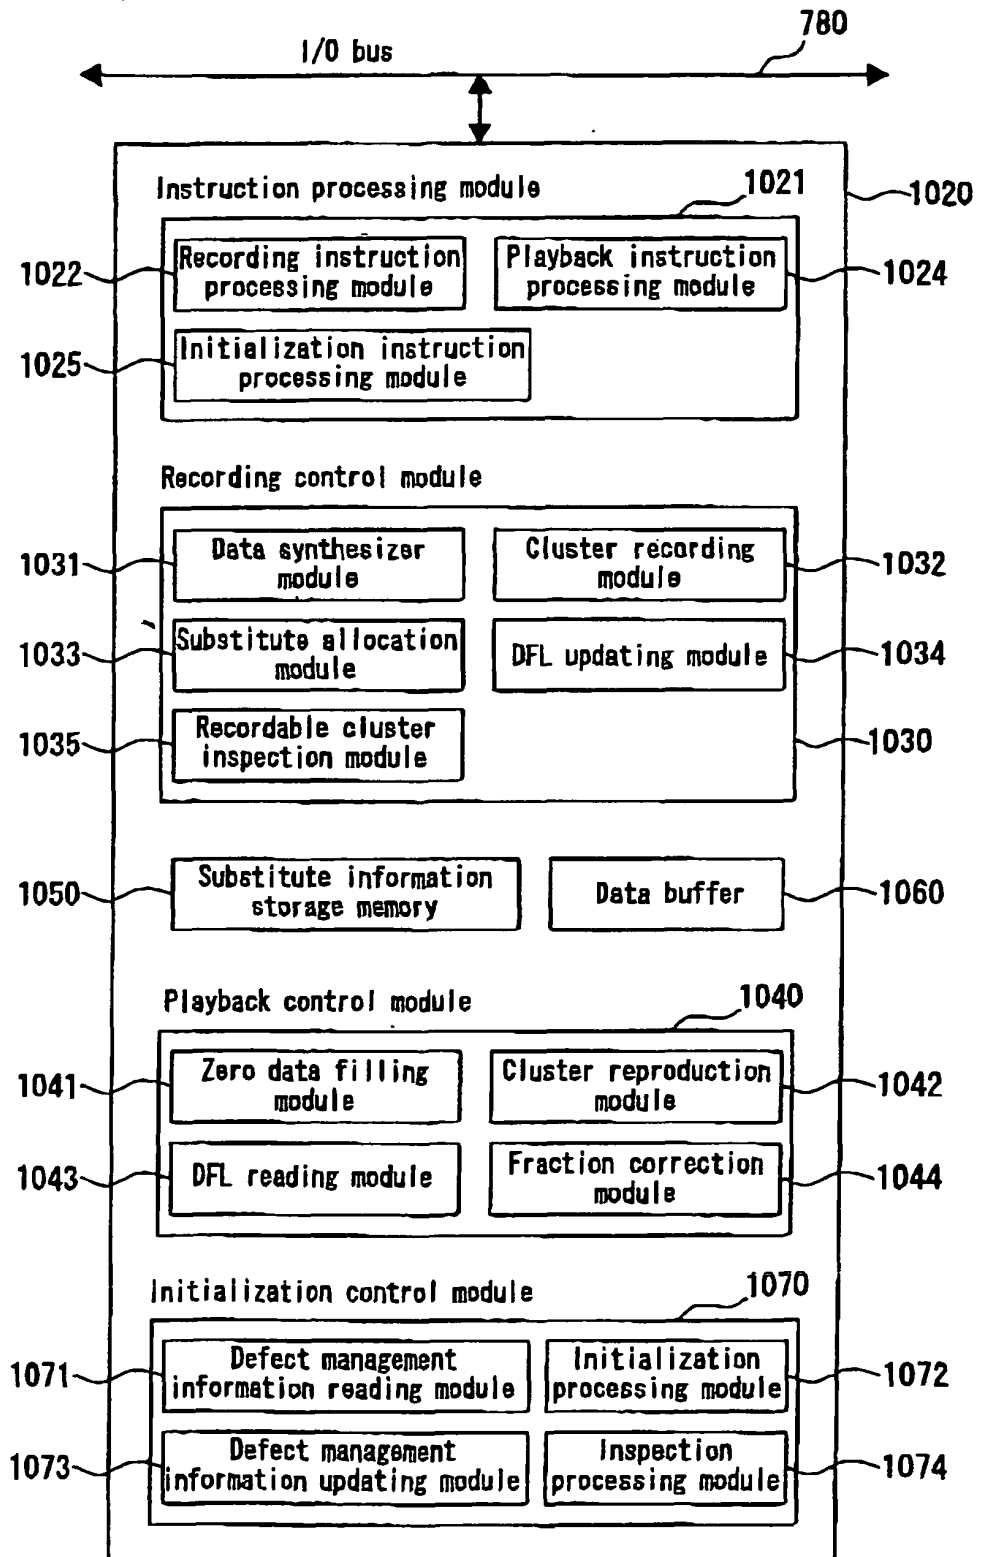 780
I/O bus
Instruction processing module
1021
1020
1022
Recording instruction
processing module
Playback instruction
processing module
1024
1025
Initialization instruction
processing module
Recording control module
1031
Data synthesizer
module
Cluster recording
module
1032
1033
Substitute allocation
module
DFL updating module
1034
1035
Recordable cluster
inspection module
1030
1050
Substitute information
storage memory
Data buffer
1060
Playback control module
1040
1041
Zero data filling
module
Cluster reproduction
module
1042
1043
DFL reading module
Fraction correction
module
1044
Initialization control module
1070
1071
Defect management
information reading module
Initialization
processing module
1072
1073
Defect management
information updating module
Inspection
processing module
1074